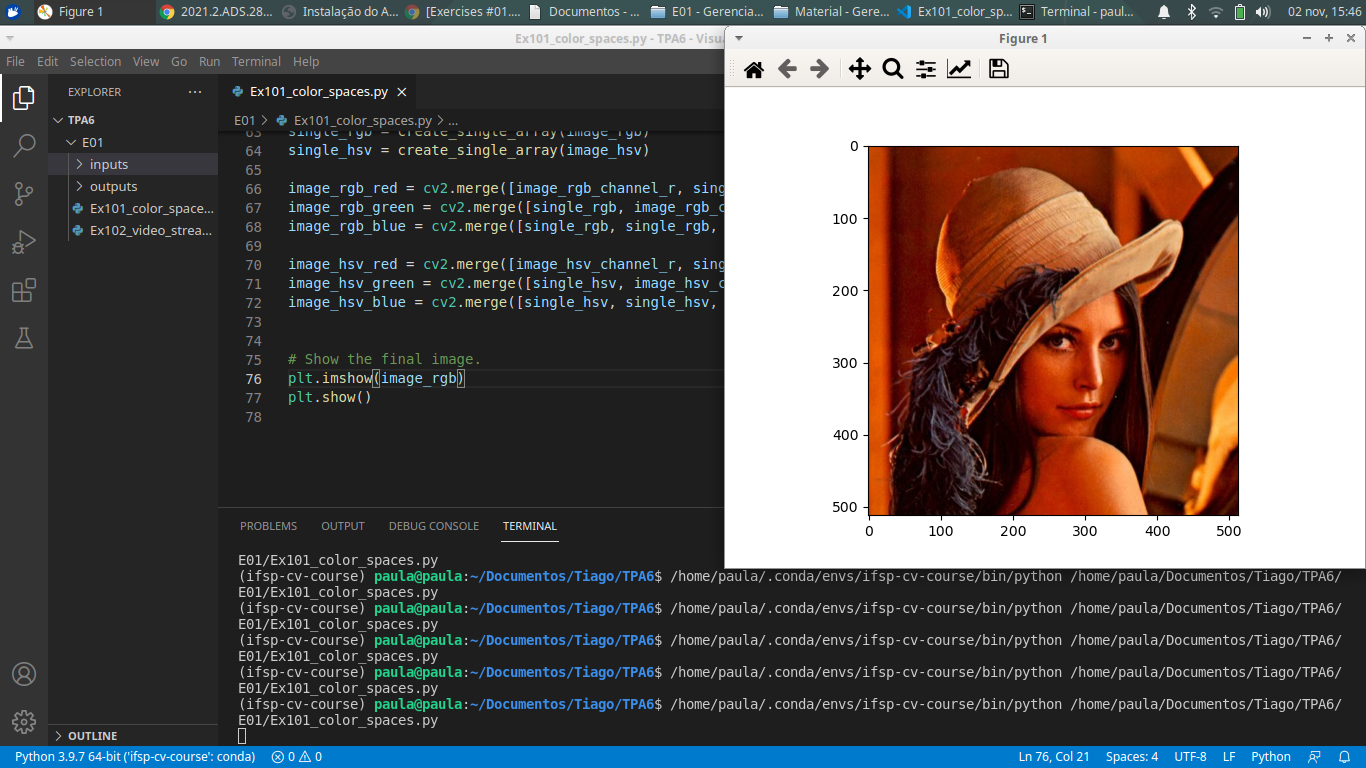 Figure 1
2021.2.ADS.28...
Instalação do A...
[Exercises #01....
Documentos - ...
E01 - Gerencia...
Material - Gere...
Ex101_color_sp...
Terminal - paul...
02 nov, 15:46
Ex101_color_spaces.py - TPA6 - Visua
File Edit Selection View Go Run Terminal Help
EXPLORER ...
TPA6
E01
inputs
outputs
Ex101_color_space...
Ex102_video_strea...
OUTLINE
Ex101_color_spaces.py
E01 > Ex101_color_spaces.py > ...
63 single_rgb = create_single_array(image_rgb)
64 single_hsv = create_single_array(image_hsv)
65
66 image_rgb_red = cv2.merge([image_rgb_channel_r, sing
67 image_rgb_green = cv2.merge([single_rgb, image_rgb_c
68 image_rgb_blue = cv2.merge([single_rgb, single_rgb,
69
70 image_hsv_red = cv2.merge([image_hsv_channel_r, sing
71 image_hsv_green = cv2.merge([single_hsv, image_hsv_c
72 image_hsv_blue = cv2.merge([single_hsv, single_hsv,
73
74
75 # Show the final image.
76 plt.imshow(image_rgb)
77 plt.show()
78
Figure 1
0
100
200
300
400
500
0 100 200 300 400 500
PROBLEMS OUTPUT DEBUG CONSOLE TERMINAL
E01/Ex101_color_spaces.py
(ifsp-cv-course) paula@paula:~/Documentos/Tiago/TPA6$ /home/paula/.conda/envs/ifsp-cv-course/bin/python /home/paula/Documentos/Tiago/TPA6/
E01/Ex101_color_spaces.py
(ifsp-cv-course) paula@paula:~/Documentos/Tiago/TPA6$ /home/paula/.conda/envs/ifsp-cv-course/bin/python /home/paula/Documentos/Tiago/TPA6/
E01/Ex101_color_spaces.py
(ifsp-cv-course) paula@paula:~/Documentos/Tiago/TPA6$ /home/paula/.conda/envs/ifsp-cv-course/bin/python /home/paula/Documentos/Tiago/TPA6/
E01/Ex101_color_spaces.py
(ifsp-cv-course) paula@paula:~/Documentos/Tiago/TPA6$ /home/paula/.conda/envs/ifsp-cv-course/bin/python /home/paula/Documentos/Tiago/TPA6/
E01/Ex101_color_spaces.py
(ifsp-cv-course) paula@paula:~/Documentos/Tiago/TPA6$ /home/paula/.conda/envs/ifsp-cv-course/bin/python /home/paula/Documentos/Tiago/TPA6/
E01/Ex101_color_spaces.py
Python 3.9.7 64-bit ('ifsp-cv-course': conda) 0 0 Ln 76, Col 21 Spaces: 4 UTF-8 LF Python